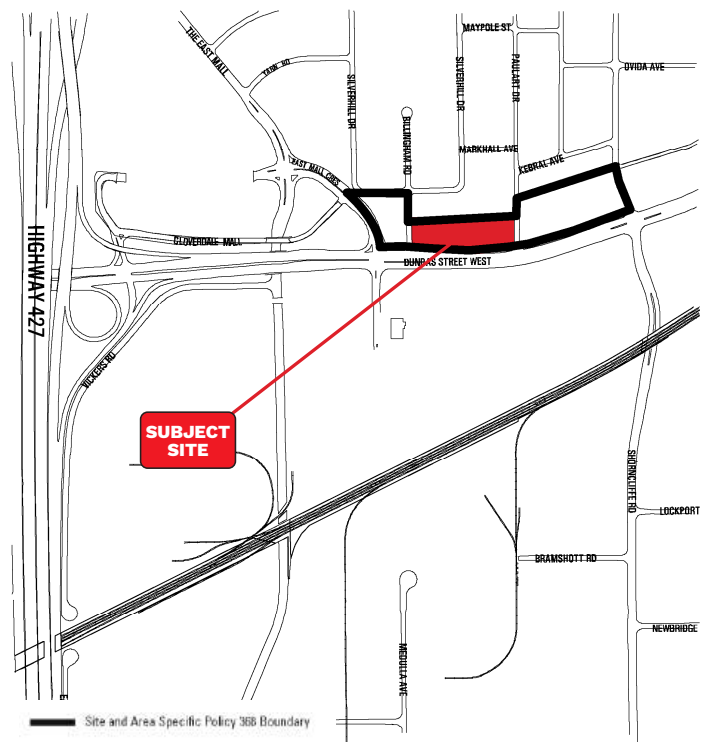 MAYPOLE ST
THE EAST MALL
TARN RD
SILVERHILL DR
SILVERHILL DR
PAULART DR
OVIDA AVE
BILLINGHAM RD
MARKHALL AVE
KEBRAL AVE
EAST MALL CRES
HIGHWAY 427
CLOVERDALE MALL
DUNDAS STREET WEST
VICKERS RD
SUBJECT
SITE
SHORNCLIFFE RD
LOCKPORT
BRAMSHOTT RD
NEWBRIDGE
MEDULLA AVE
Site and Area Specific Policy 368 Boundary